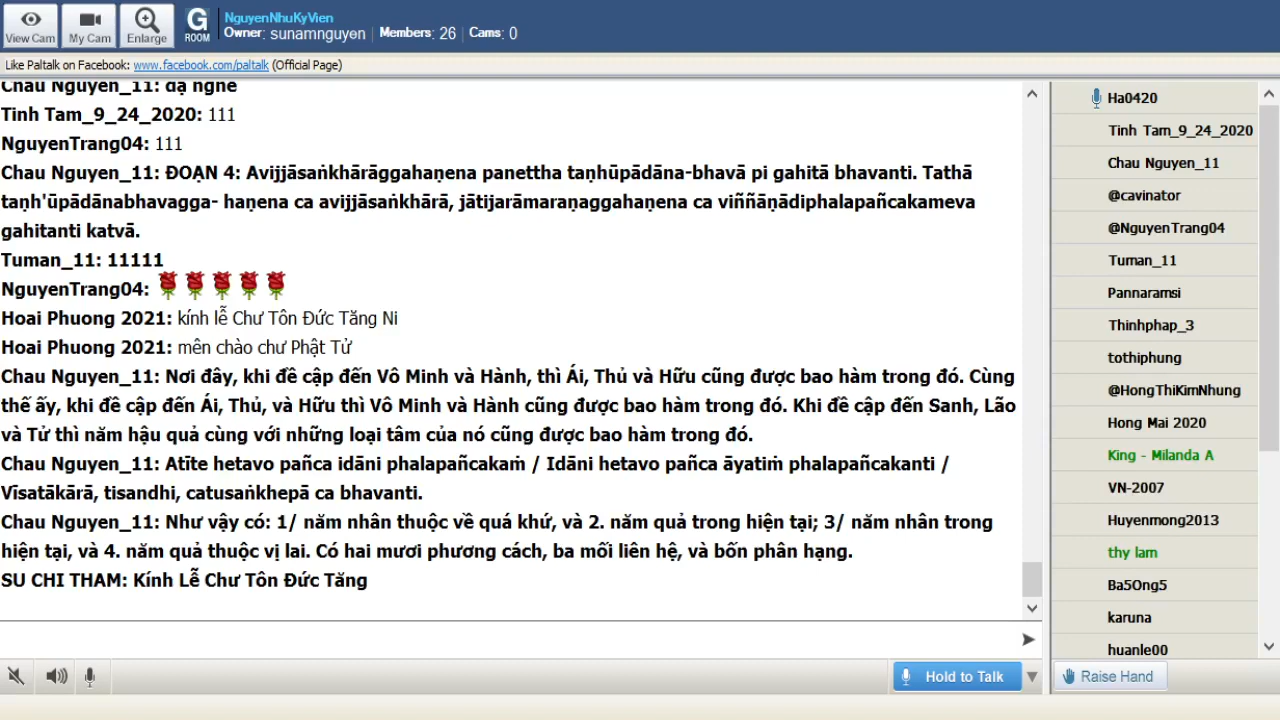 View Cam
My Cam
Enlarge
G
ROOM
NguyenNhuKyVien
Owner: sunamnguyen | Members: 26 | Cams: 0
Like Paltalk on Facebook: www.facebook.com/paltalk (Official Page)
Chau Nguyen_11: dạ nghe
Tinh Tam_9_24_2020: 111
NguyenTrang04: 111
Chau Nguyen_11: ĐOẠN 4: Avijjāsaṅkhārāggahaṇena panettha taṇhūpādāna-bhavā pi gahitā bhavanti. Tathā
taṇh'ūpādānabhavagga- haṇena ca avijjāsaṅkhārā, jātijarāmaraṇaggahaṇena ca viññāṇādiphalapañcakameva
gahitanti katvā.
Tuman_11: 11111
NguyenTrang04:
Hoai Phuong 2021: kính lễ Chư Tôn Đức Tăng Ni
Hoai Phuong 2021: mên chào chư Phật Tử
Chau Nguyen_11: Nơi đây, khi đề cập đến Vô Minh và Hành, thì Ái, Thủ và Hữu cũng được bao hàm trong đó. Cùng
thế ấy, khi đề cập đến Ái, Thủ, và Hữu thì Vô Minh và Hành cũng được bao hàm trong đó. Khi đề cập đến Sanh, Lão
và Tử thì năm hậu quả cùng với những loại tâm của nó cũng được bao hàm trong đó.
Chau Nguyen_11: Atīte hetavo pañca idāni phalapañcakaṁ / Idāni hetavo pañca āyatiṁ phalapañcakanti /
Vīsatākārā, tisandhi, catusaṅkhepā ca bhavanti.
Chau Nguyen_11: Như vậy có: 1/ năm nhân thuộc về quá khứ, và 2. năm quả trong hiện tại; 3/ năm nhân trong
hiện tại, và 4. năm quả thuộc vị lai. Có hai mươi phương cách, ba mối liên hệ, và bốn phân hạng.
SU CHI THAM: Kính Lễ Chư Tôn Đức Tăng
Hold to Talk
Ha0420
Tinh Tam_9_24_2020
Chau Nguyen_11
@cavinator
@NguyenTrang04
Tuman_11
Pannaramsi
Thinhphap_3
tothiphung
@HongThiKimNhung
Hong Mai 2020
King - Milanda A
VN-2007
Huyenmong2013
thy lam
Ba5Ong5
karuna
huanle00
Raise Hand